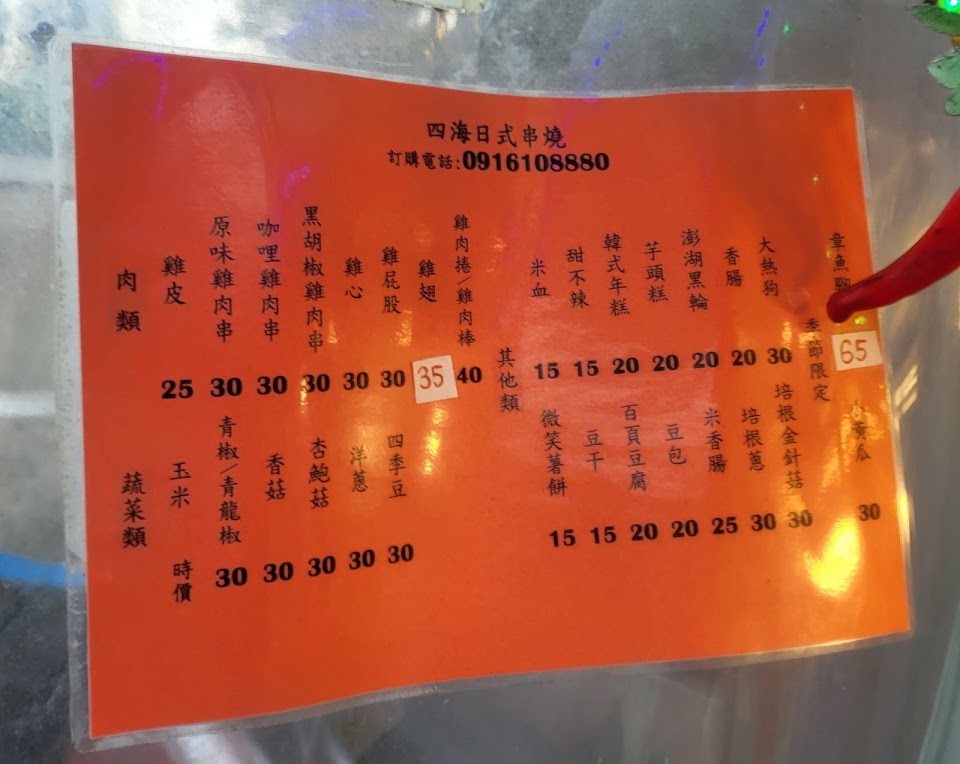 四海日式串燒
訂購電話:0916108880
肉類
雞皮 25
原味雞肉串 30
咖哩雞肉串 30
黑胡椒雞肉串 30
雞心 30
雞屁股 30
雞翅 35
雞肉捲/雞肉棒 40
蔬菜類
玉米 時價
青椒/青龍椒 30
香菇 30
杏鮑菇 30
洋蔥 30
四季豆 30
其他類
米血 15
甜不辣 15
韓式年糕 20
芋頭糕 20
澎湖黑輪 20
香腸 20
大熱狗 30
章魚 65
微笑薯餅 15
豆干 15
百頁豆腐 20
豆包 20
米香腸 25
培根蔥 30
培根金針菇 30
季節限定
黃瓜 30